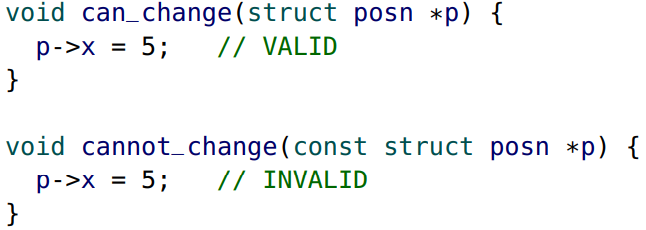 void can_change(struct posn *p) {
  p->x = 5;   // VALID
}
void cannot_change(const struct posn *p) {
  p->x = 5;   // INVALID
}